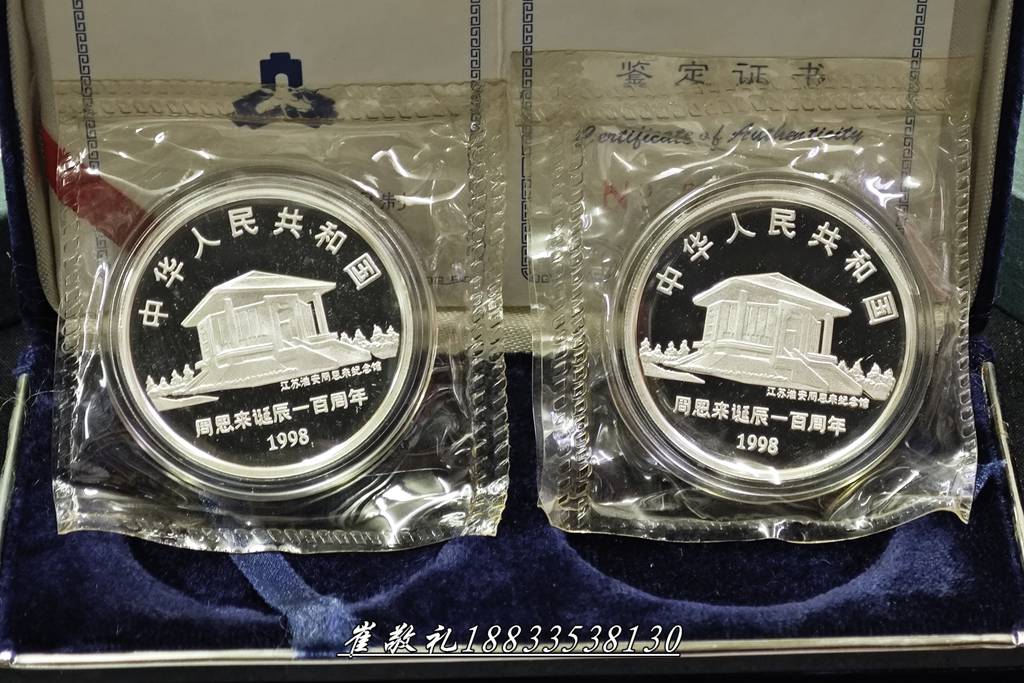 鉴定证书
Certificate of Authenticity
制
中华人民共和国
江苏淮安周恩来纪念馆
周恩来诞辰一百周年
1998
中华人民共和国
江苏淮安周恩来纪念馆
周恩来诞辰一百周年
1998
崔敬礼18833538130